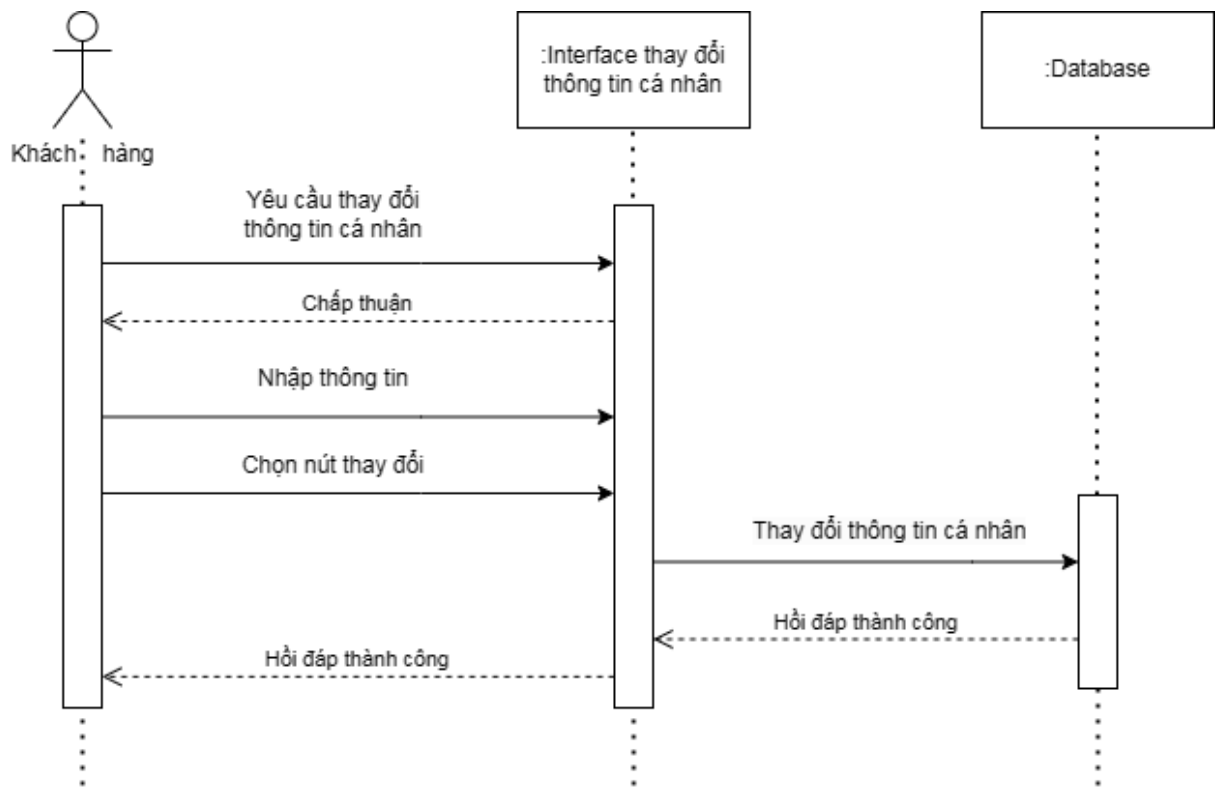 :Interface thay đổi
thông tin cá nhân
:Database
Khách hàng
Yêu cầu thay đổi
thông tin cá nhân
Chấp thuận
Nhập thông tin
Chọn nút thay đổi
Thay đổi thông tin cá nhân
Hồi đáp thành công
Hồi đáp thành công